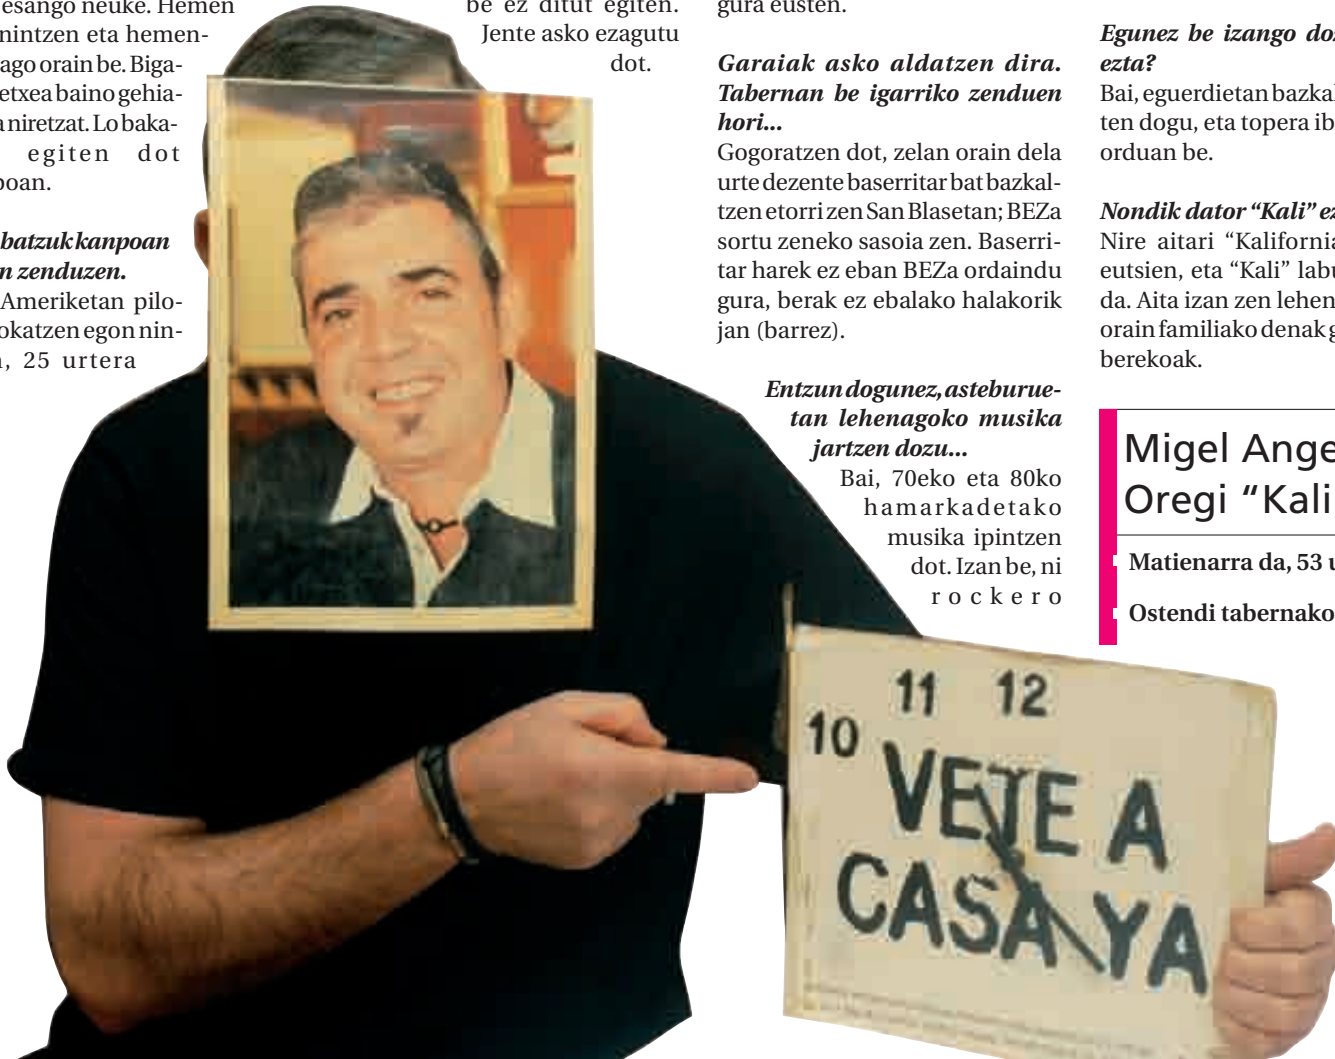 esango neuke. Hemen
nintzen eta hemen-
ago orain be. Biga-
etxea baino gehia-
a niretzat. Lo baka-
egiten dot
poan.
batzuk kanpoan
n zenduzen.
Ameriketan pilo-
okatzen egon nin-
, 25 urtera
be ez ditut egiten.
Jente asko ezagutu
dot.
gura eusten.
Garaiak asko aldatzen dira.
Tabernan be igarriko zenduen
hori...
Gogoratzen dot, zelan orain dela
urte dezente baserritar bat bazkal-
tzen etorri zen San Blasetan; BEZa
sortu zeneko sasoia zen. Baserri-
tar harek ez eban BEZa ordaindu
gura, berak ez ebalako halakorik
jan (barrez).
Entzun dogunez, asteburue-
tan lehenagoko musika
jartzen dozu...
Bai, 70eko eta 80ko
hamarkadetako
musika ipintzen
dot. Izan be, ni
rockero
Egunez be izango do
ezta?
Bai, eguerdietan bazka
ten dogu, eta topera ib
orduan be.
Nondik dator “Kali” ez
Nire aitari “Kalifornia
eutsien, eta “Kali” labu
da. Aita izan zen lehen
orain familiako denak g
berekoak.
Migel Ange
Oregi “Kali
Matienarra da, 53 u
Ostendi tabernako
10 11 12
VETE A
CASA YA